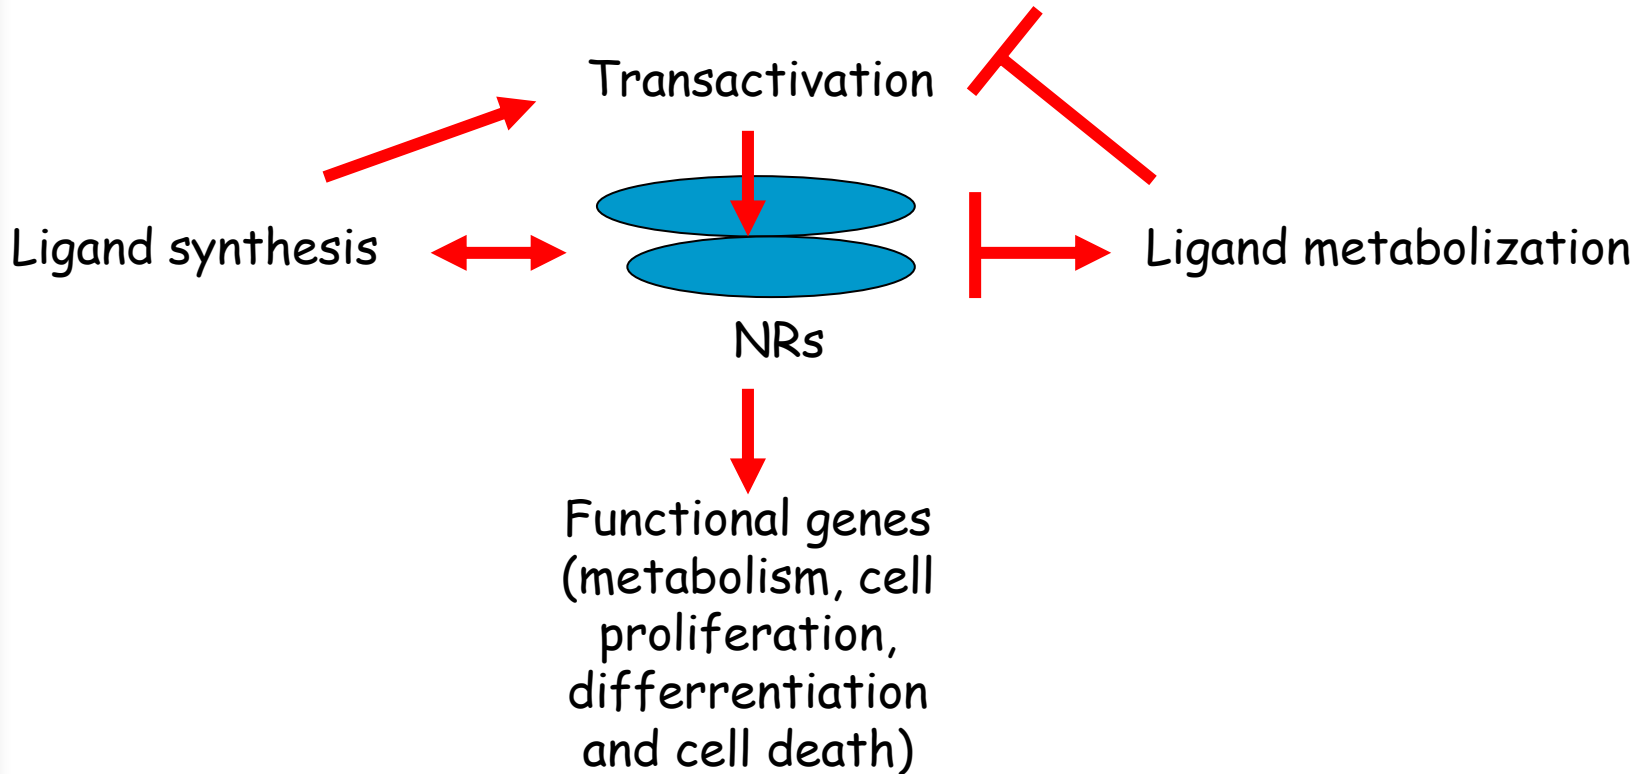 Transactivation
Ligand synthesis
Ligand metabolization
NRs
Functional genes
(metabolism, cell
proliferation,
differrentiation
and cell death)